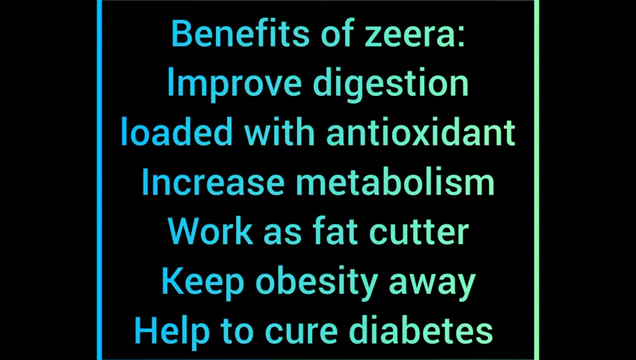 Benefits of zeera:
Improve digestion
loaded with antioxidant
Increase metabolism
Work as fat cutter
Keep obesity away
Help to cure diabetes